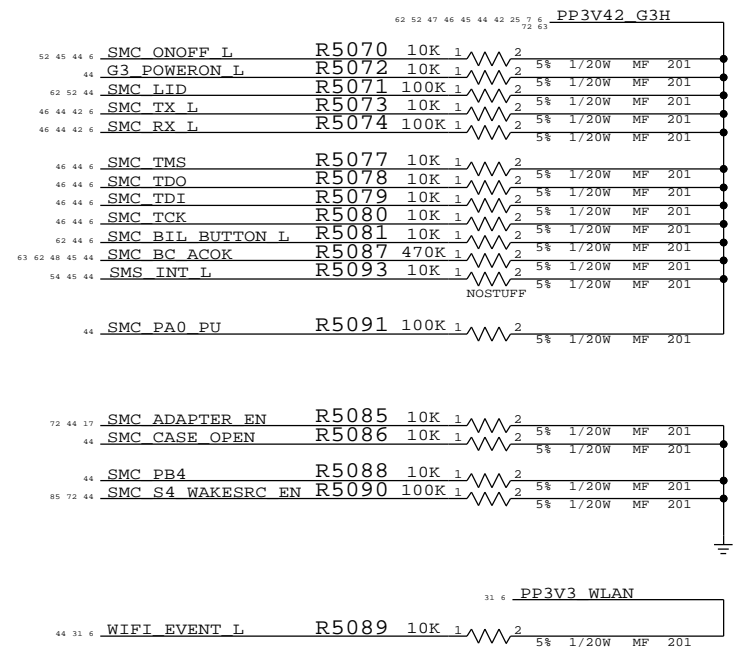 62 52 47 46 45 44 42 25 7 6 PP3V42_G3H
72 63
52 45 44 6 SMC_ONOFF_L R5070 10K 1 2
5% 1/20W MF 201
44 G3_POWERON_L R5072 10K 1 2
5% 1/20W MF 201
62 52 44 SMC_LID R5071 100K 1 2
5% 1/20W MF 201
46 44 42 6 SMC_TX_L R5073 10K 1 2
5% 1/20W MF 201
46 44 42 6 SMC_RX_L R5074 100K 1 2
5% 1/20W MF 201
46 44 6 SMC_TMS R5077 10K 1 2
5% 1/20W MF 201
46 44 6 SMC_TDO R5078 10K 1 2
5% 1/20W MF 201
46 44 6 SMC_TDI R5079 10K 1 2
5% 1/20W MF 201
46 44 6 SMC_TCK R5080 10K 1 2
5% 1/20W MF 201
62 44 6 SMC_BIL_BUTTON_L R5081 10K 1 2
5% 1/20W MF 201
63 62 48 45 44 SMC_BC_ACOK R5087 470K 1 2
5% 1/20W MF 201
54 45 44 SMS_INT_L R5093 10K 1 2
5% 1/20W MF 201
NOSTUFF
44 SMC_PA0_PU R5091 100K 1 2
5% 1/20W MF 201
72 44 17 SMC_ADAPTER_EN R5085 10K 1 2
5% 1/20W MF 201
44 SMC_CASE_OPEN R5086 10K 1 2
5% 1/20W MF 201
44 SMC_PB4 R5088 10K 1 2
5% 1/20W MF 201
85 72 44 SMC_S4_WAKESRC_EN R5090 100K 1 2
5% 1/20W MF 201
31 6 PP3V3_WLAN
44 31 6 WIFI_EVENT_L R5089 10K 1 2
5% 1/20W MF 201